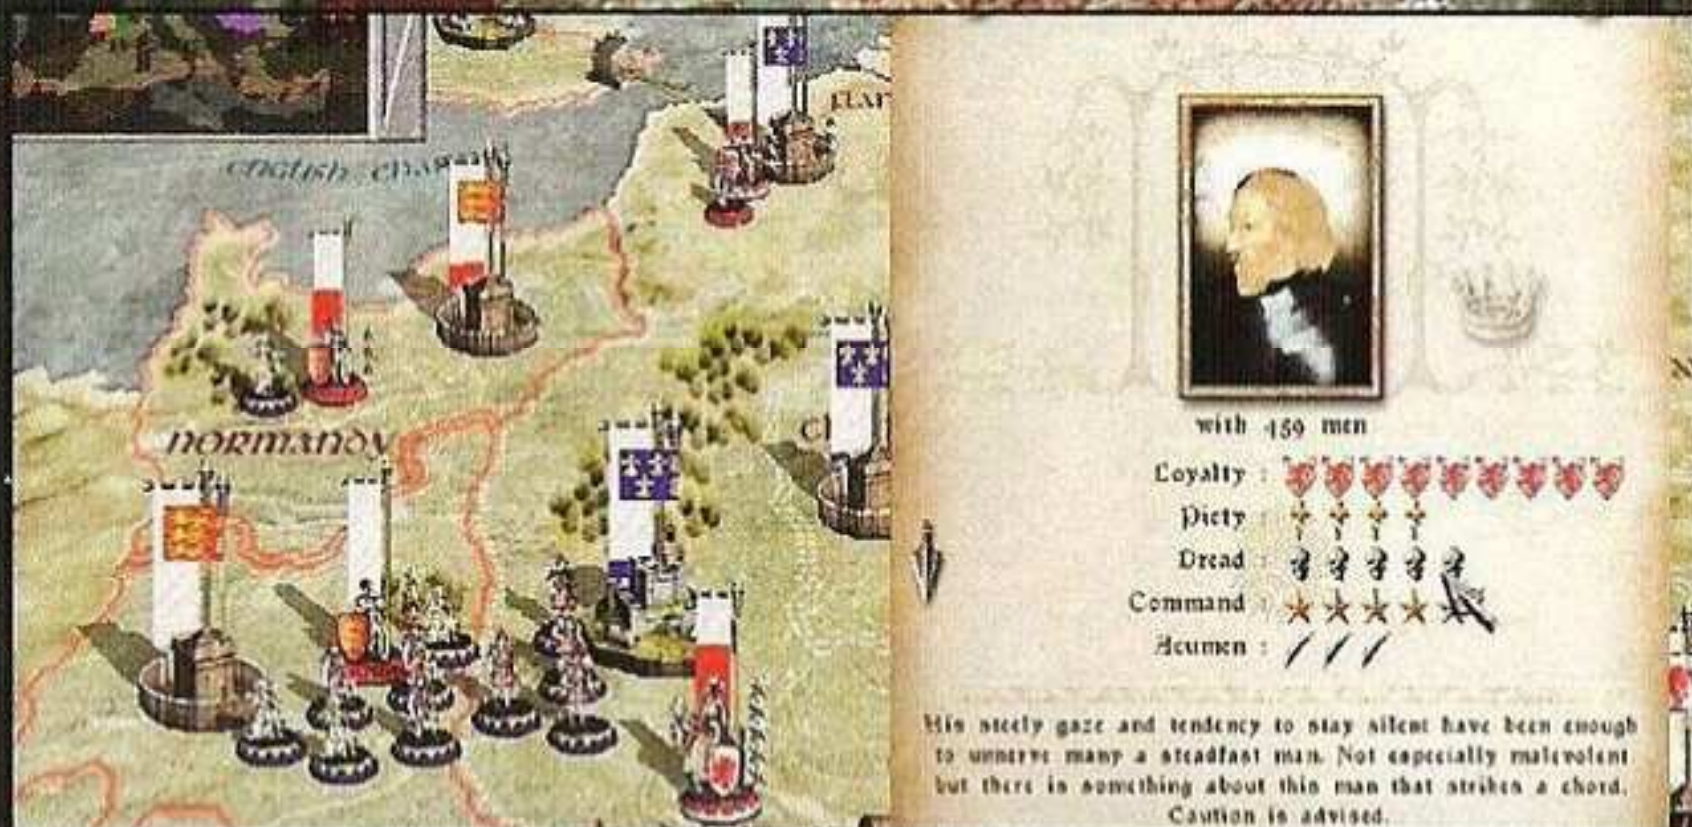 english chan
FLAN
NORMANDY
with 459 men
Loyalty :
Piety :
Dread :
Command :
Acumen :
His steely gaze and tendency to stay silent have been enough
to unnerve many a steadfast man. Not especially malevolent
but there is something about this man that strikes a chord.
Caution is advised.